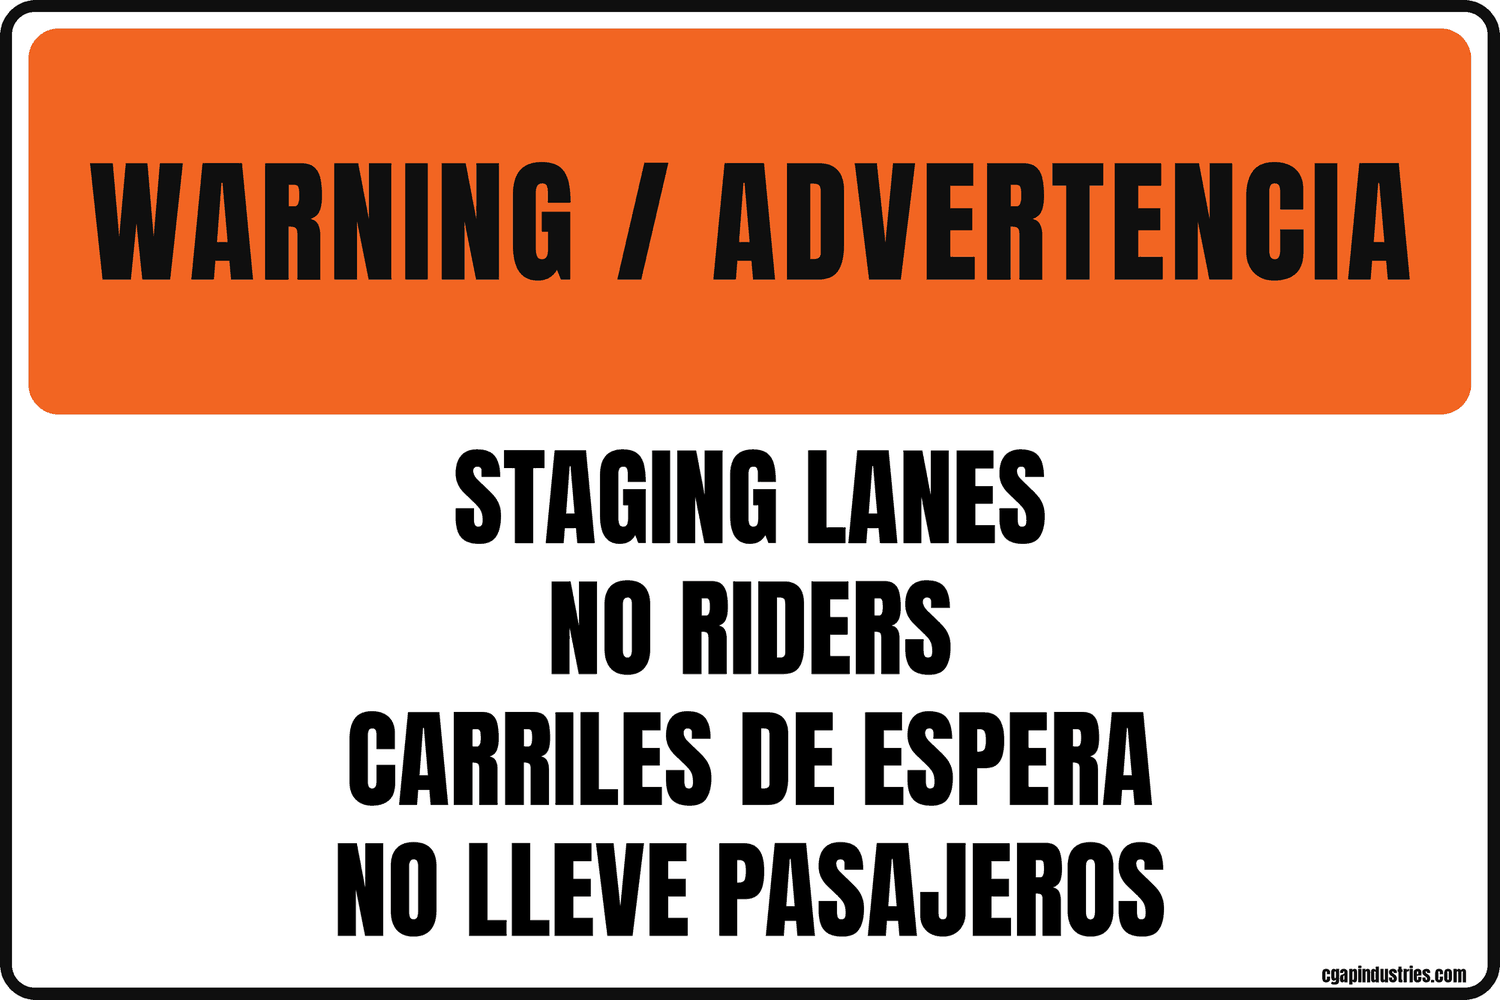 WARNING / ADVERTENCIA
STAGING LANES
NO RIDERS
CARRILES DE ESPERA
NO LLEVE PASAJEROS
cgapindustries.com